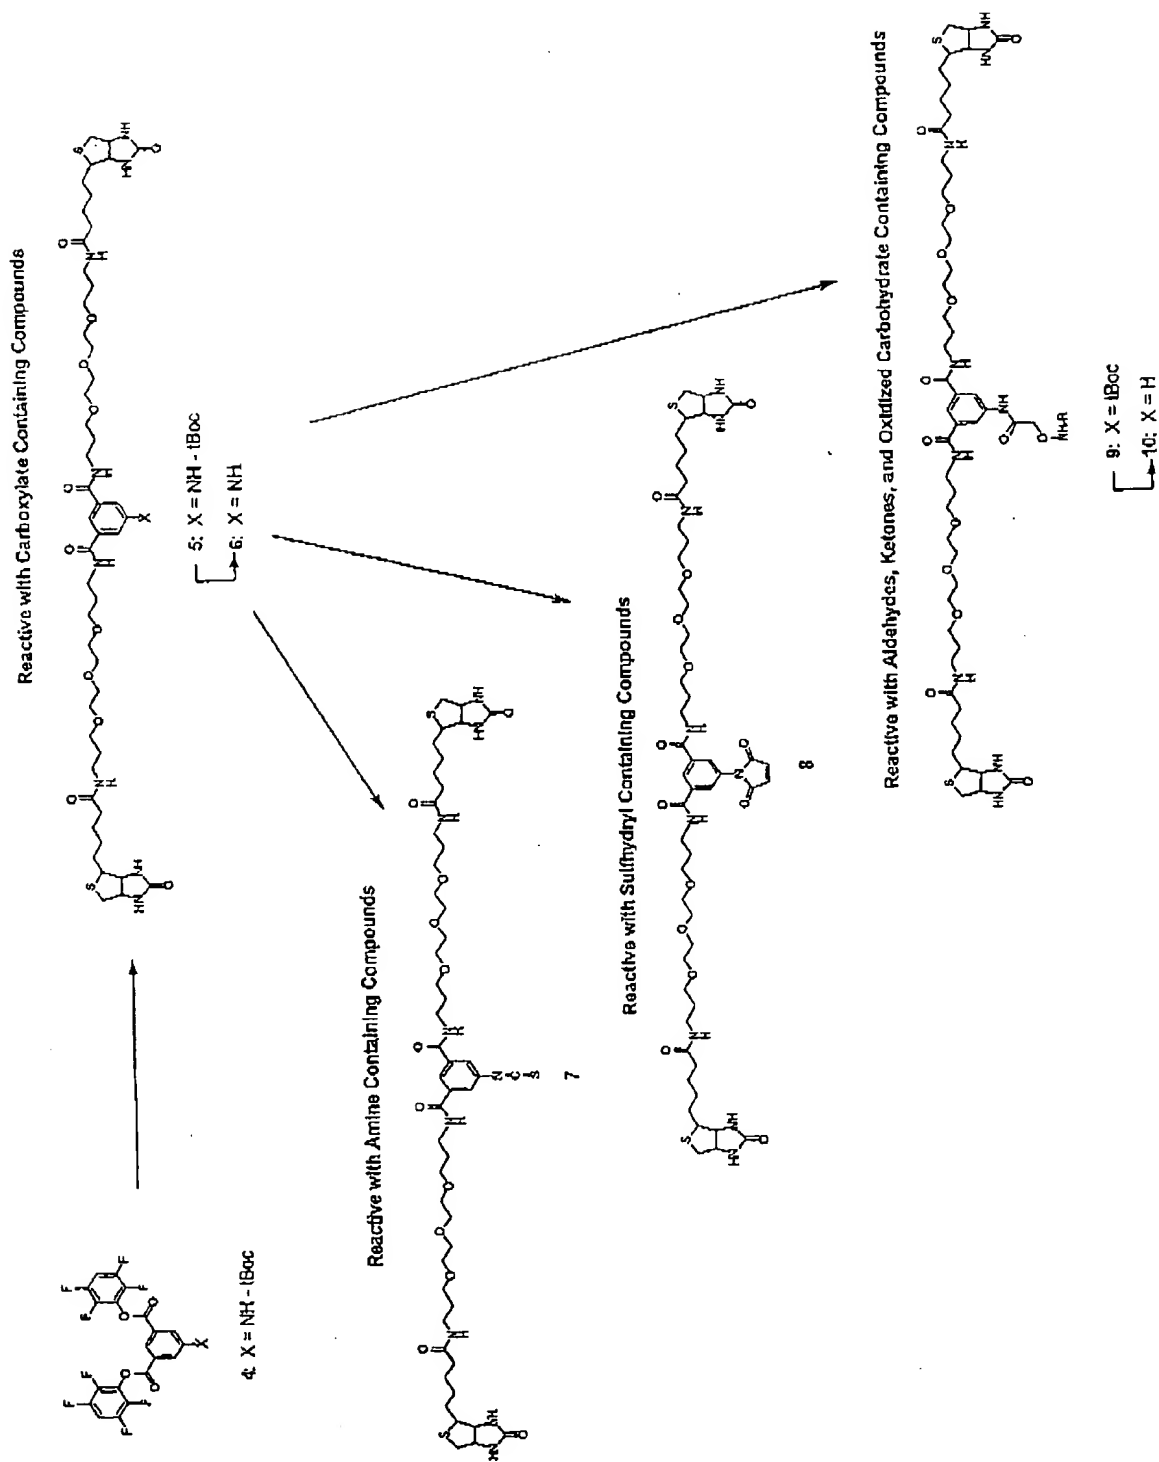 Reactive with Carboxylate Containing Compounds
4: X = NH - tBoc
5: X = NH - tBoc
6: X = NH
Reactive with Amine Containing Compounds
7
Reactive with Sulfhydryl Containing Compounds
8
Reactive with Aldehydes, Ketones, and Oxidized Carbohydrate Containing Compounds
9: X = tBoc
10: X = H